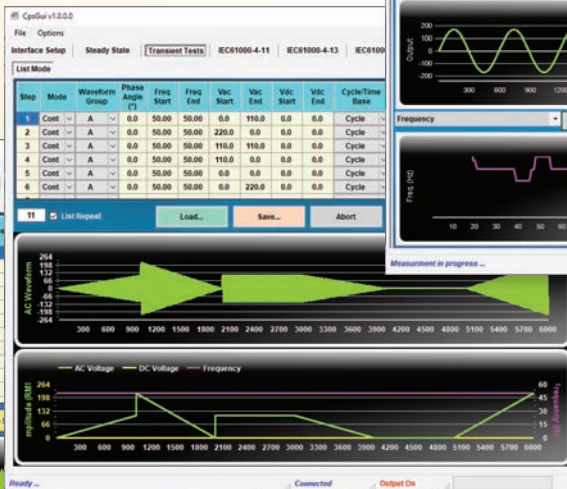 CpsGui v1.0.0.0
File Options
Interface Setup Steady State Transient Tests IEC61000-4-11 IEC61000-4-13 IEC6100
List Mode
Step Mode Waveform Group Phase Angle (°) Freq Start Freq End Vac Start Vac End Vdc Start Vdc End Cycle/Time Base
1 Cont A 0.0 50.00 50.00 0.0 110.0 0.0 0.0 Cycle
2 Cont A 0.0 50.00 50.00 220.0 0.0 0.0 0.0 Cycle
3 Cont A 0.0 50.00 50.00 110.0 110.0 0.0 0.0 Cycle
4 Cont A 0.0 50.00 50.00 110.0 0.0 0.0 0.0 Cycle
5 Cont A 0.0 50.00 50.00 0.0 0.0 0.0 0.0 Cycle
6 Cont A 0.0 50.00 50.00 0.0 220.0 0.0 0.0 Cycle
11 List Repeat Load... Save... Abort
Output
200
100
0
-100
-200
300 600 900 1200
Frequency
Freq (Hz)
10 20 30 40 50 60
Measurment in progress ...
AC Waveform
264
198
132
66
0
-66
-132
-198
-264
300 600 900 1200 1500 1800 2100 2400 2700 3000 3300 3600 3900 4200 4500 4800 5100 5400 5700 6000
AC Voltage DC Voltage Frequency
mplitude (RMS
264
198
132
66
0
60
45
30
15
0
300 600 900 1200 1500 1800 2100 2400 2700 3000 3300 3600 3900 4200 4500 4800 5100 5400 5700 6000
Ready ... Connected Output On